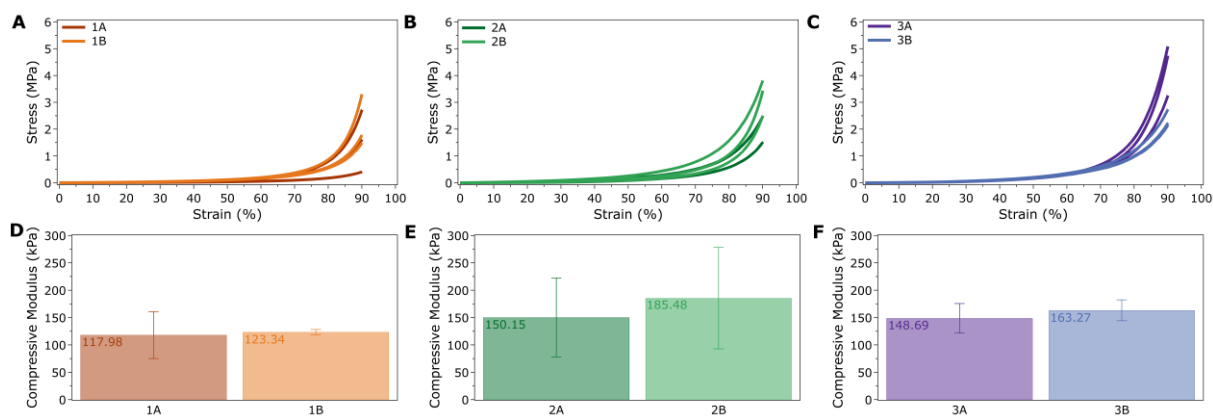 A
1A
1B
Stress (MPa)
6
5
4
3
2
1
0
0 10 20 30 40 50 60 70 80 90 100
Strain (%)
B
2A
2B
Stress (MPa)
6
5
4
3
2
1
0
0 10 20 30 40 50 60 70 80 90 100
Strain (%)
C
3A
3B
Stress (MPa)
6
5
4
3
2
1
0
0 10 20 30 40 50 60 70 80 90 100
Strain (%)
D
Compressive Modulus (kPa)
300
250
200
150
100
50
0
117.98
123.34
1A 1B
E
Compressive Modulus (kPa)
300
250
200
150
100
50
0
150.15
185.48
2A 2B
F
Compressive Modulus (kPa)
300
250
200
150
100
50
0
148.69
163.27
3A 3B